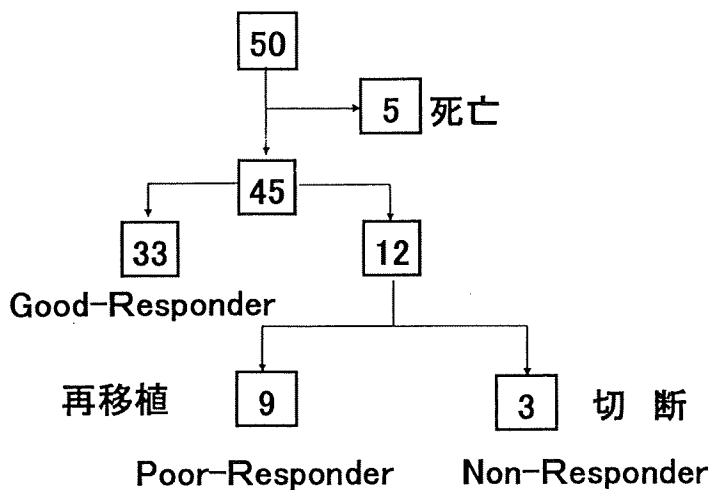 50
5 死亡
45
33
12
Good-Responder
再移植
9
3
切 断
Poor-Responder
Non-Responder